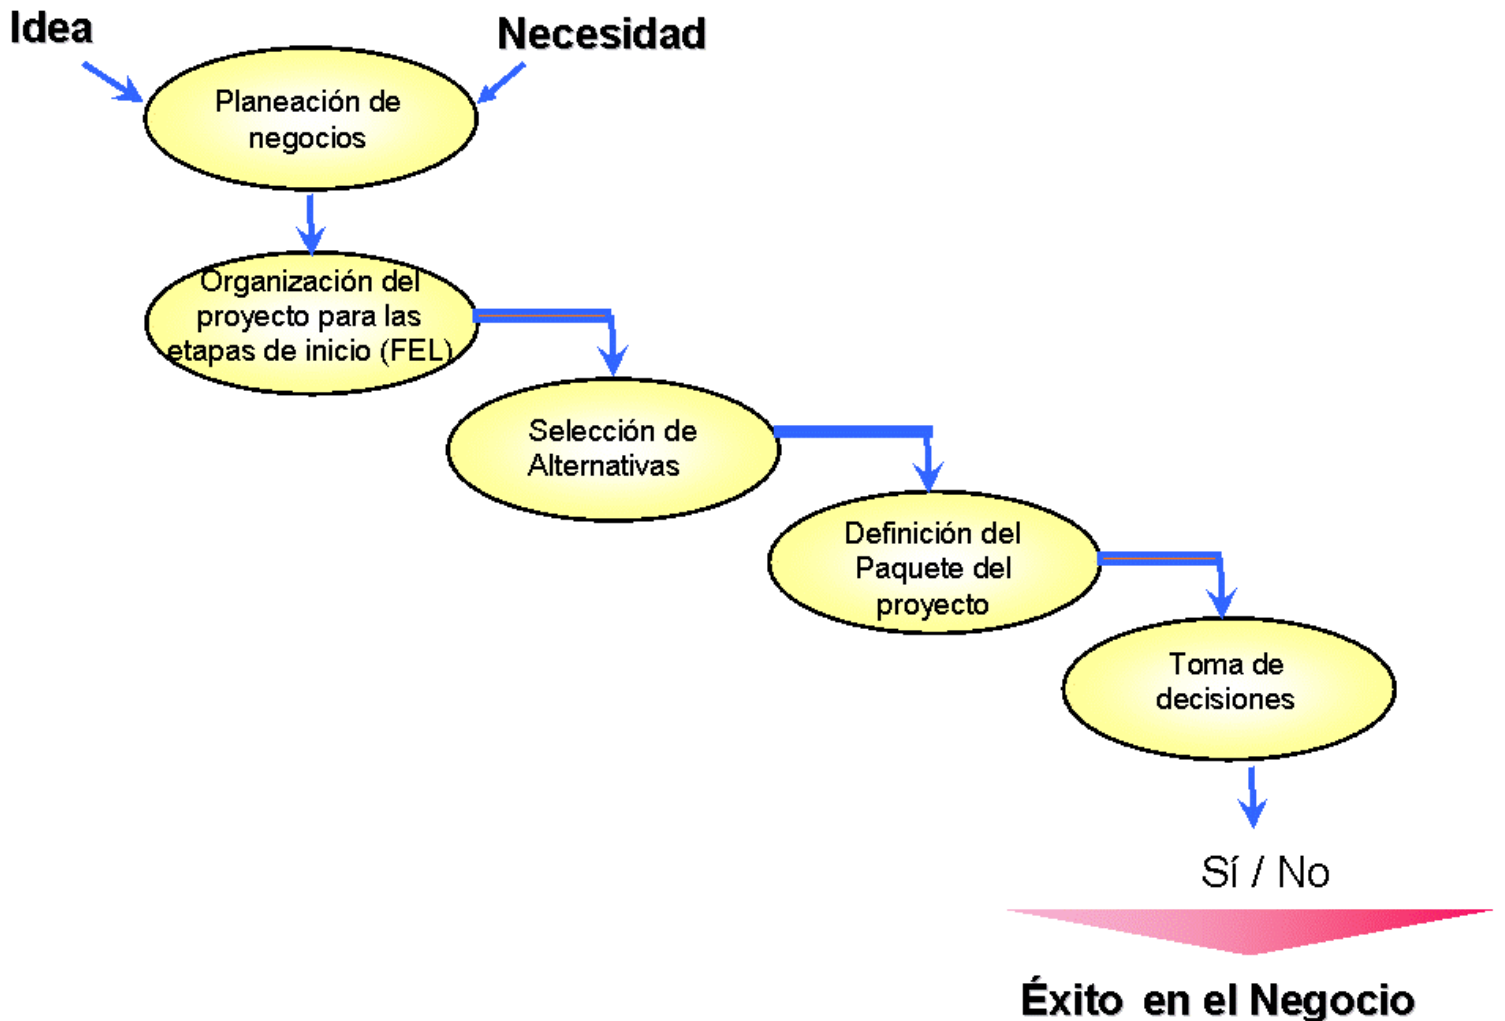 Idea
Necesidad
Planeación de
negocios
Organización del
proyecto para las
etapas de inicio (FEL)
Selección de
Alternativas
Definición del
Paquete del
proyecto
Toma de
decisiones
Sí / No
Éxito en el Negocio